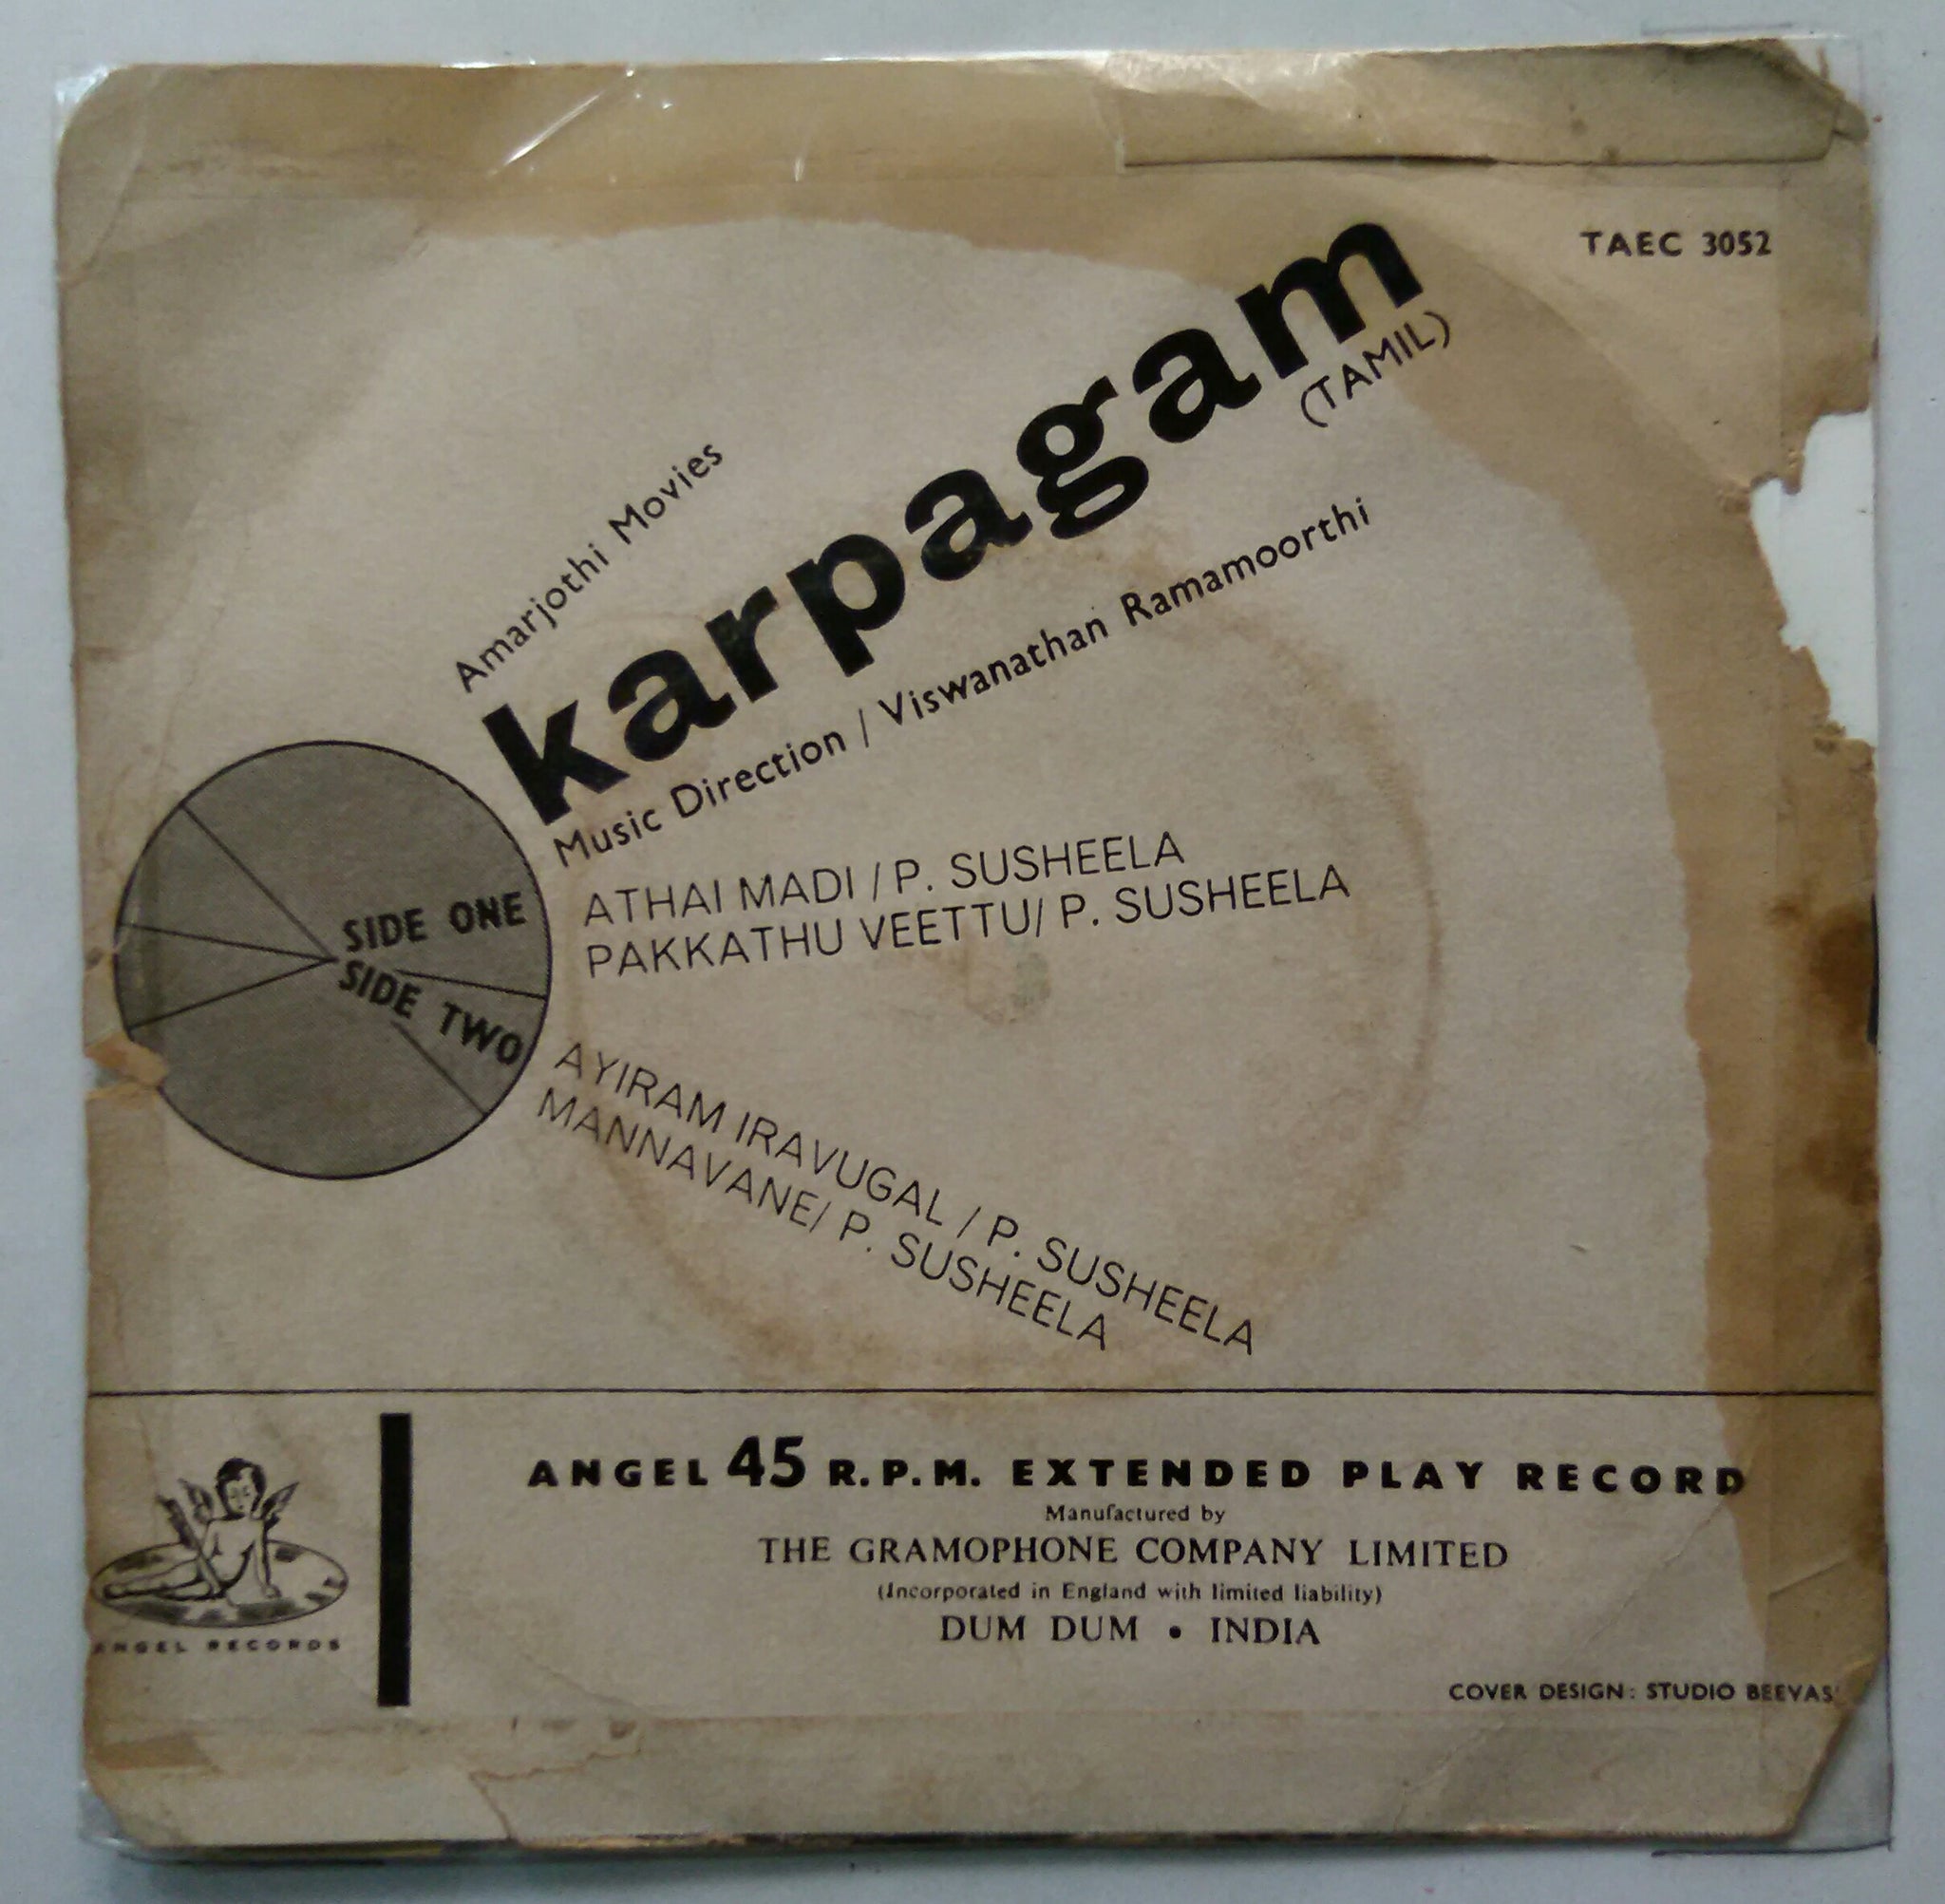 TAEC 3052
Amarjothi Movies
karpagam
(TAMIL)
Music Direction / Viswanathan Ramamoorthi
SIDE ONE
ATHAI MADI / P. SUSHEELA
PAKKATHU VEETTU / P. SUSHEELA
SIDE TWO
AYIRAM IRAVUGAL / P. SUSHEELA
MANNAVANE / P. SUSHEELA
ANGEL 45 R.P.M. EXTENDED PLAY RECORD
Manufactured by
THE GRAMOPHONE COMPANY LIMITED
(Incorporated in England with limited liability)
DUM DUM • INDIA
ANGEL RECORDS
COVER DESIGN: STUDIO BEEVAS